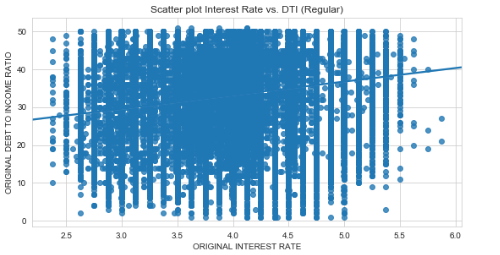 Scatter plot Interest Rate vs. DTI (Regular)
ORIGINAL DEBT TO INCOME RATIO
50
40
30
20
10
0
2.5 3.0 3.5 4.0 4.5 5.0 5.5 6.0
ORIGINAL INTEREST RATE